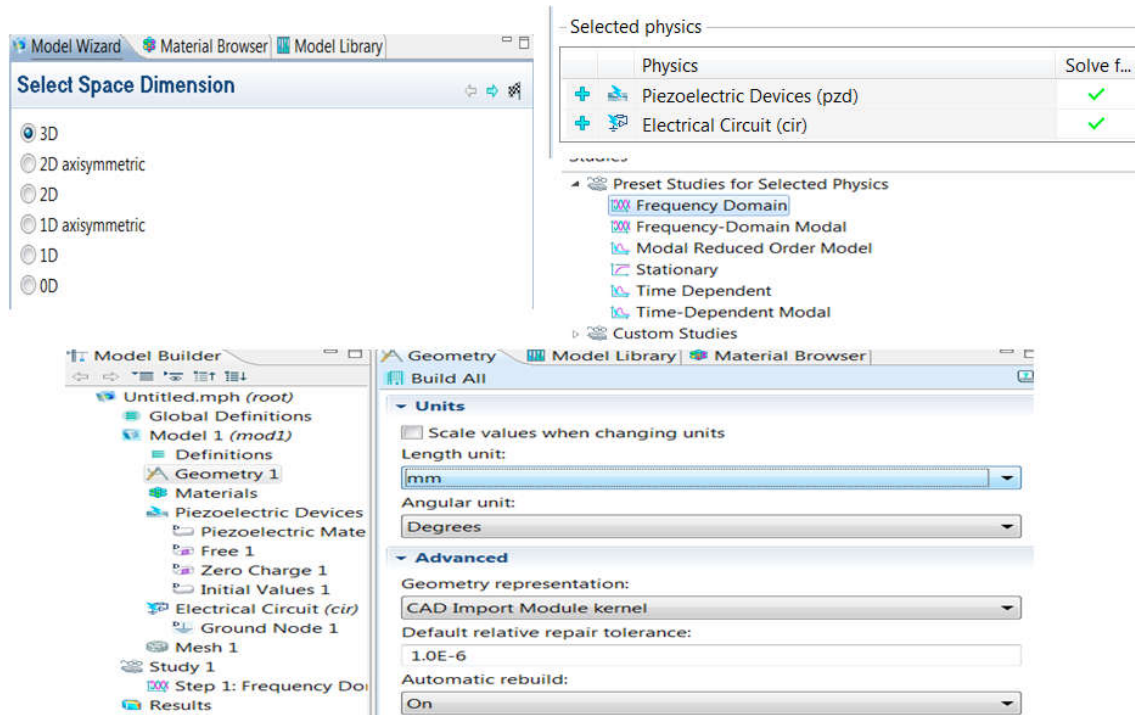 Model Wizard Material Browser Model Library
Select Space Dimension
3D
2D axisymmetric
2D
1D axisymmetric
1D
0D
Selected physics
Physics Solve f...
Piezoelectric Devices (pzd)
Electrical Circuit (cir)
Studies
Preset Studies for Selected Physics
Frequency Domain
Frequency-Domain Modal
Modal Reduced Order Model
Stationary
Time Dependent
Time-Dependent Modal
Custom Studies
Model Builder
Untitled.mph (root)
Global Definitions
Model 1 (mod1)
Definitions
Geometry 1
Materials
Piezoelectric Devices
Piezoelectric Mate
Free 1
Zero Charge 1
Initial Values 1
Electrical Circuit (cir)
Ground Node 1
Mesh 1
Study 1
Step 1: Frequency Do
Results
Geometry Model Library Material Browser
Build All
Units
Scale values when changing units
Length unit:
mm
Angular unit:
Degrees
Advanced
Geometry representation:
CAD Import Module kernel
Default relative repair tolerance:
1.0E-6
Automatic rebuild:
On